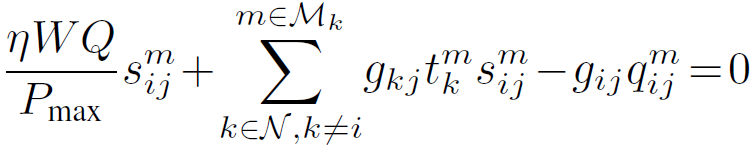 \frac{\eta W Q}{P_{\max}} s_{ij}^{m} + \sum_{k \in \mathcal{N}, k \neq i}^{m \in \mathcal{M}_k} g_{kj} t_k^m s_{ij}^m - g_{ij} q_{ij}^m = 0